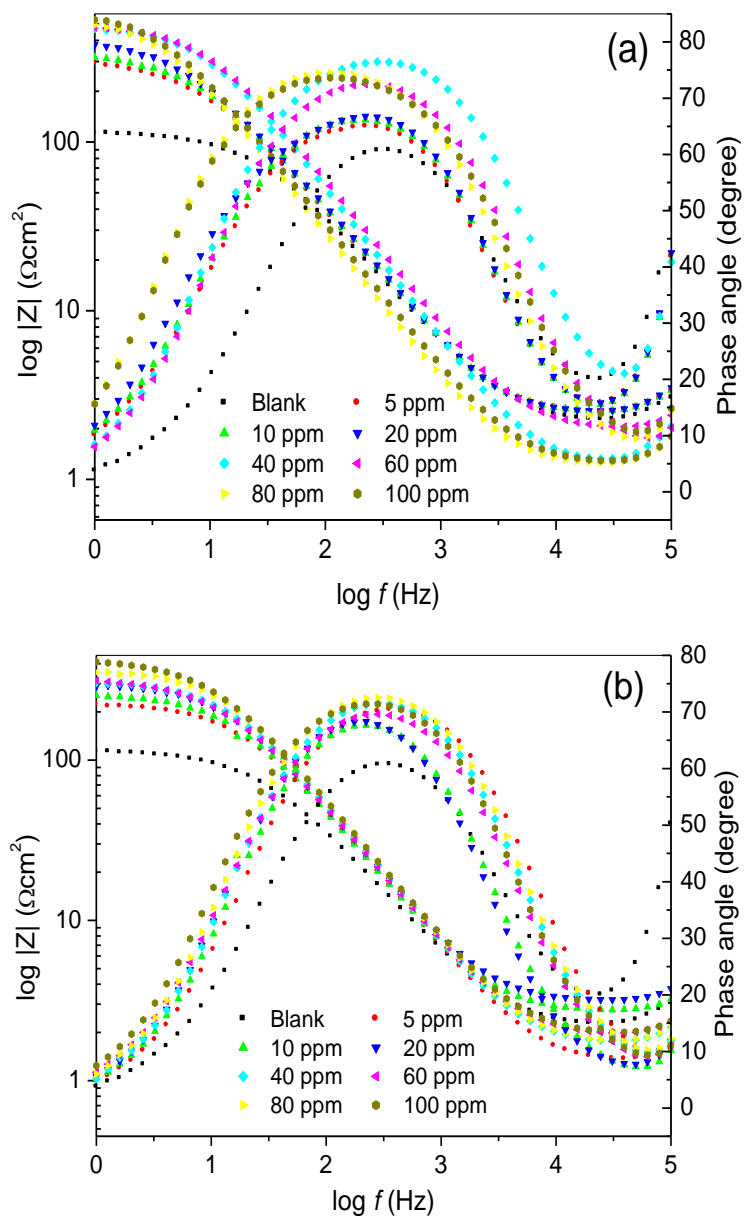 (a)
100
10
1
80
70
60
50
40
30
20
10
0
log |Z| (Ωcm²)
Phase angle (degree)
Blank 5 ppm
10 ppm 20 ppm
40 ppm 60 ppm
80 ppm 100 ppm
0 1 2 3 4 5
log f (Hz)
(b)
100
10
1
80
70
60
50
40
30
20
10
0
log |Z| (Ωcm²)
Phase angle (degree)
Blank 5 ppm
10 ppm 20 ppm
40 ppm 60 ppm
80 ppm 100 ppm
0 1 2 3 4 5
log f (Hz)